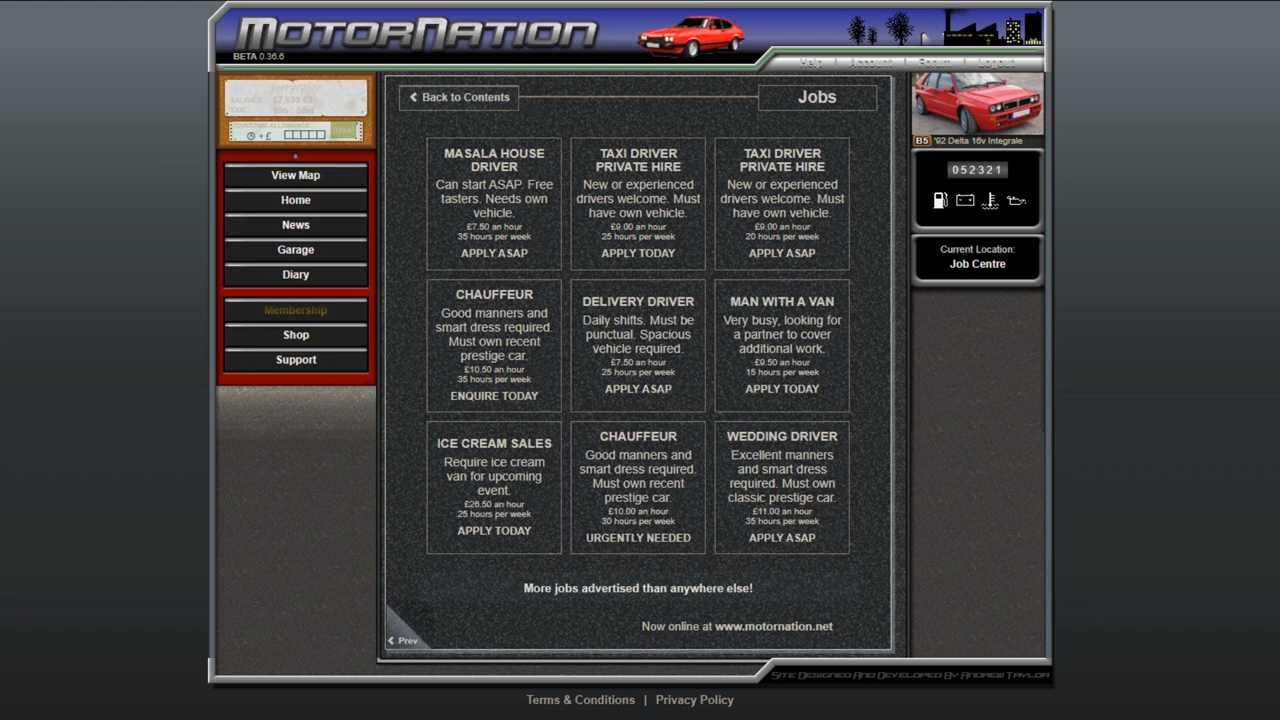 MOTORNATION
BETA 0.36.6
Help | Account | Forum | Logout
BALANCE: £7,699.62
View Map
Home
News
Garage
Diary
Membership
Shop
Support
Back to Contents
Jobs
MASALA HOUSE
DRIVER
Can start ASAP. Free
tasters. Needs own
vehicle.
£7.50 an hour
35 hours per week
APPLY ASAP
TAXI DRIVER
PRIVATE HIRE
New or experienced
drivers welcome. Must
have own vehicle.
£9.00 an hour
25 hours per week
APPLY TODAY
TAXI DRIVER
PRIVATE HIRE
New or experienced
drivers welcome. Must
have own vehicle.
£9.00 an hour
20 hours per week
APPLY ASAP
CHAUFFEUR
Good manners and
smart dress required.
Must own recent
prestige car.
£10.50 an hour
35 hours per week
ENQUIRE TODAY
DELIVERY DRIVER
Daily shifts. Must be
punctual. Spacious
vehicle required.
£7.50 an hour
25 hours per week
APPLY ASAP
MAN WITH A VAN
Very busy, looking for
a partner to cover
additional work.
£9.50 an hour
15 hours per week
APPLY TODAY
ICE CREAM SALES
Require ice cream
van for upcoming
event.
£26.50 an hour
25 hours per week
APPLY TODAY
CHAUFFEUR
Good manners and
smart dress required.
Must own recent
prestige car.
£10.00 an hour
30 hours per week
URGENTLY NEEDED
WEDDING DRIVER
Excellent manners
and smart dress
required. Must own
classic prestige car.
£11.00 an hour
35 hours per week
APPLY ASAP
More jobs advertised than anywhere else!
Now online at www.motornation.net
Prev
B5 '92 Delta 16v Integrale
052321
Current Location:
Job Centre
SITE DESIGNED AND DEVELOPED BY ANDREW TAYLOR
Terms & Conditions | Privacy Policy